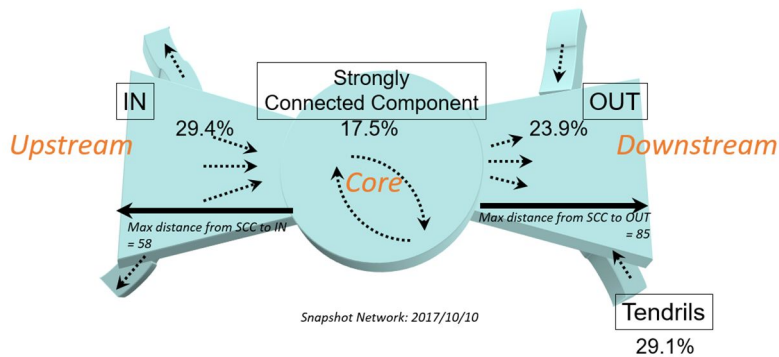 IN
Strongly
Connected Component
OUT
29.4%
17.5%
23.9%
Upstream
Core
Downstream
Max distance from SCC to IN
= 58
Max distance from SCC to OUT
= 85
Snapshot Network: 2017/10/10
Tendrils
29.1%